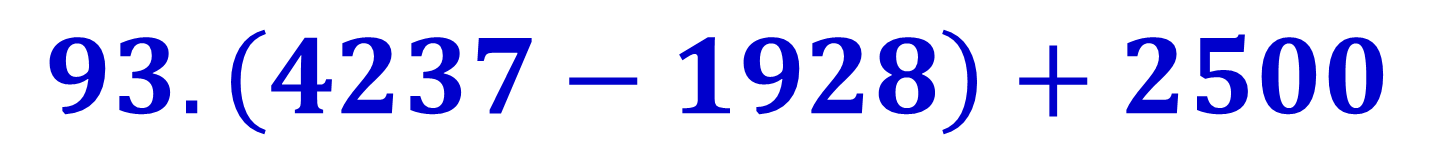 93. (4237 − 1928) + 2500